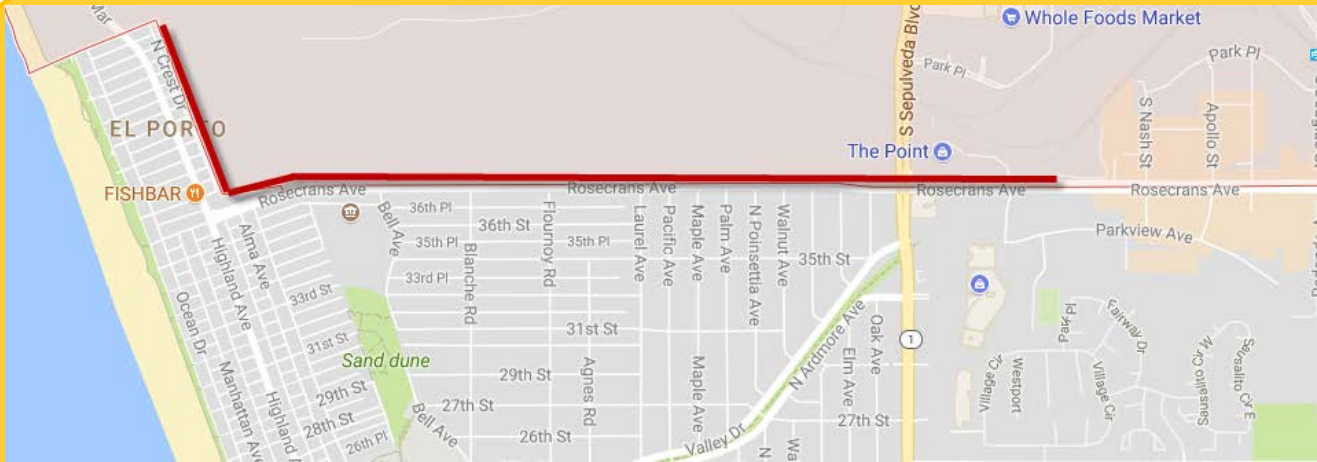 Mar
S Sepulveda Blvd
Whole Foods Market
Park Pl
Park Pl
N Crest Dr
S Nash St
Apollo St
EL PORTO
The Point
FISHBAR
Rosecrans Ave
Rosecrans Ave
Rosecrans Ave
Rosecrans Ave
36th Pl
36th St
Bell Ave
Flournoy Rd
Laurel Ave
Pacific Ave
Maple Ave
Palm Ave
N Poinsettia Ave
Walnut Ave
Parkview Ave
Highland Ave
Alma Ave
35th Pl
35th Pl
35th St
Blanche Rd
33rd Pl
33rd St
Ocean Dr
31st St
31st St
1
Park Pl
Fairway Dr
Sand dune
N Ardmore Ave
Oak Ave
Elm Ave
Manhattan Ave
Highland
29th St
29th St
Agnes Rd
Maple Ave
Village Cir
Westport
Village Cir
Sausalito Cir W
Sausalito Cir E
28th St
27th St
27th St
26th Pl
Bell Ave
26th St
Valley Dr
N
Wa